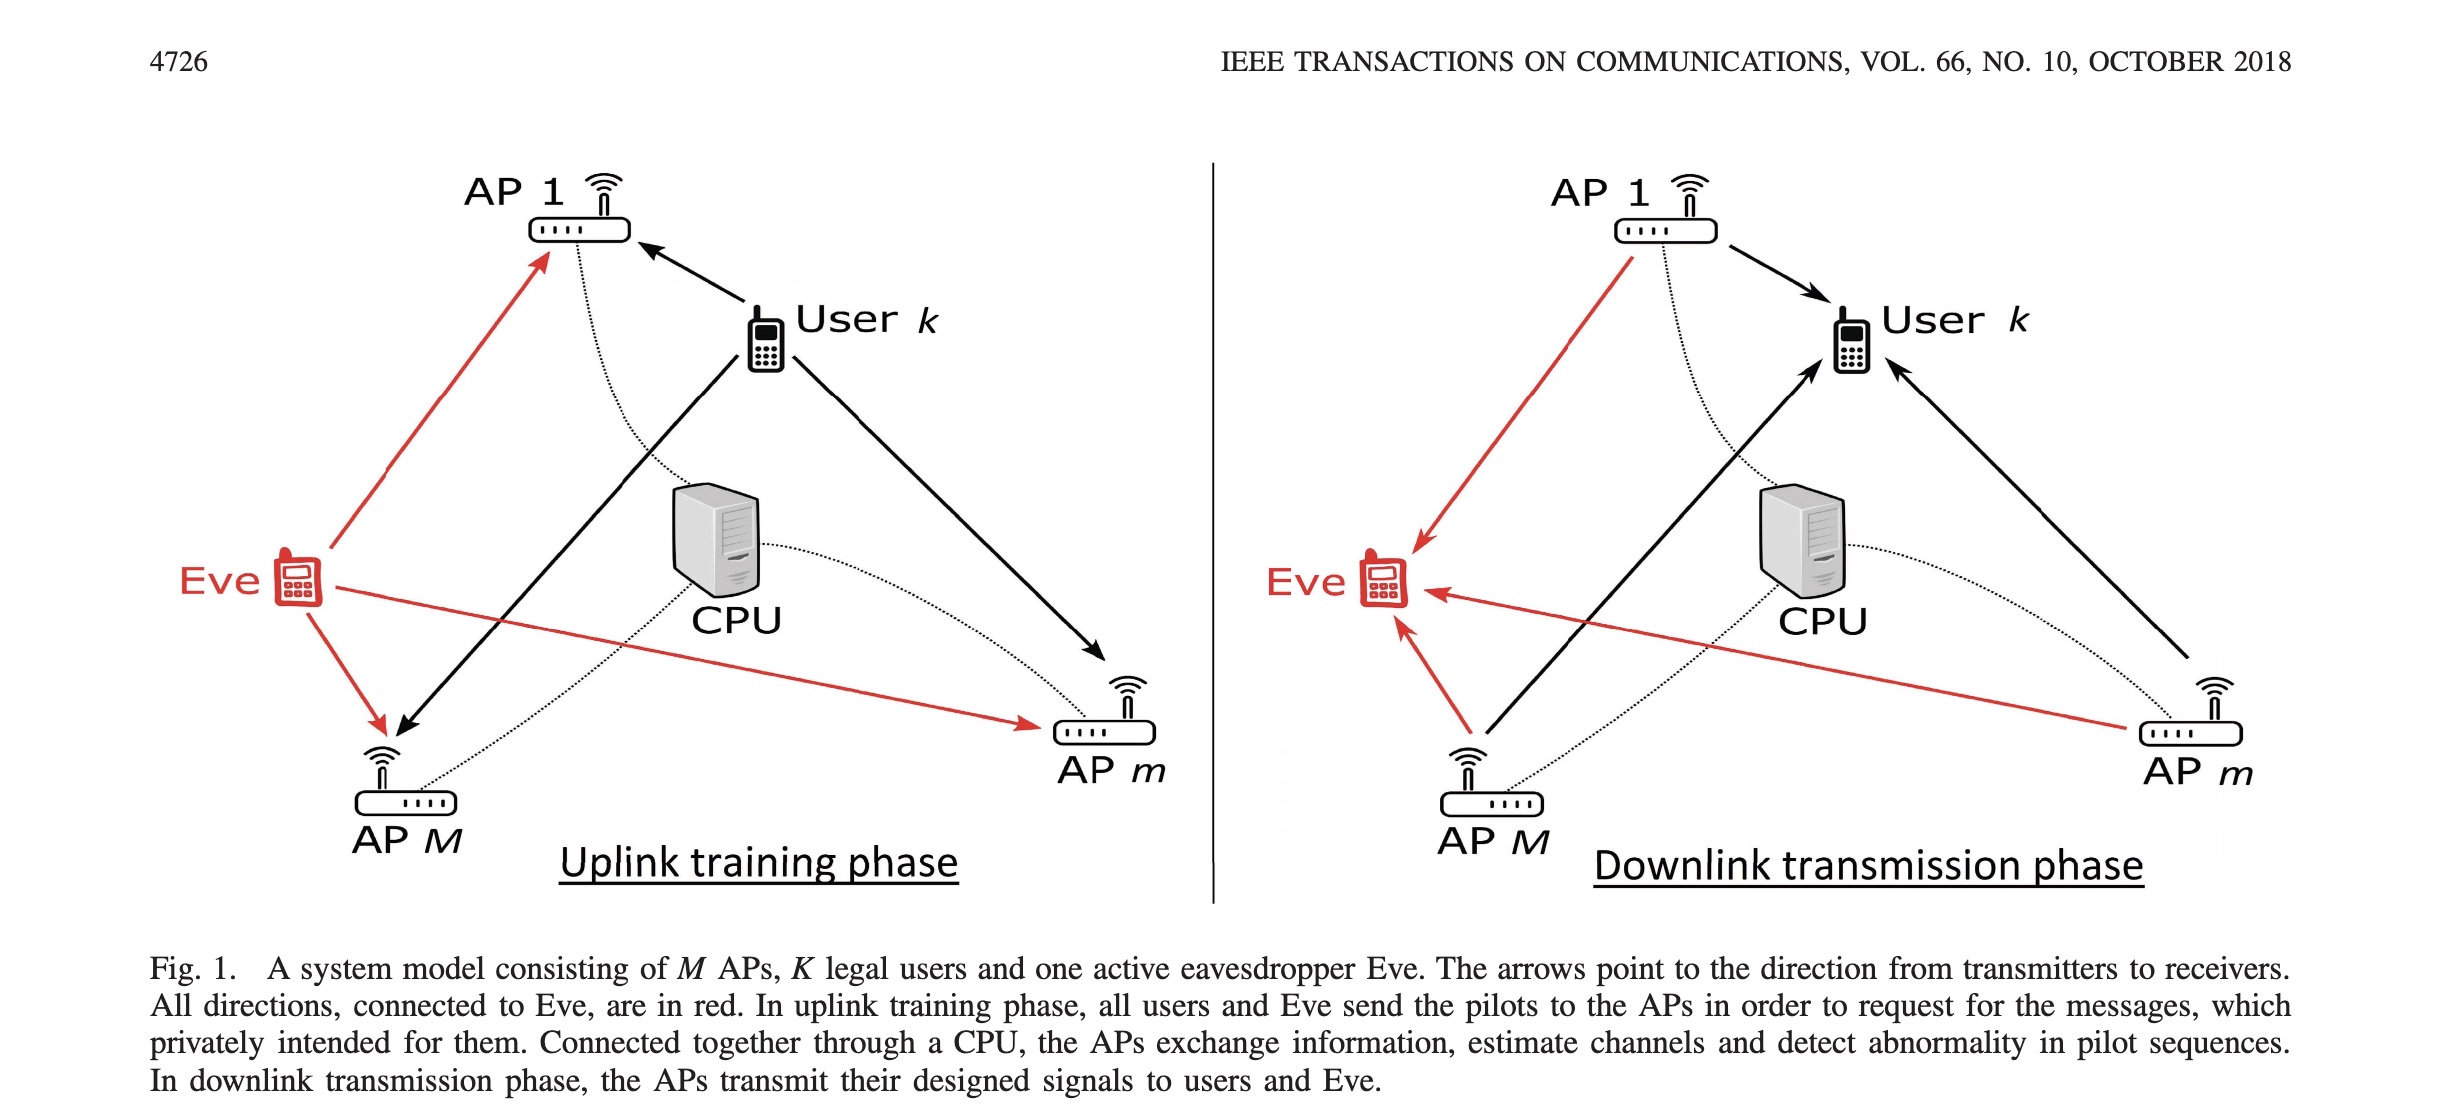 4726
IEEE TRANSACTIONS ON COMMUNICATIONS, VOL. 66, NO. 10, OCTOBER 2018
AP 1
User k
Eve
CPU
AP m
AP M
Uplink training phase
AP 1
User k
Eve
CPU
AP m
AP M
Downlink transmission phase
Fig. 1. A system model consisting of M APs, K legal users and one active eavesdropper Eve. The arrows point to the direction from transmitters to receivers.
All directions, connected to Eve, are in red. In uplink training phase, all users and Eve send the pilots to the APs in order to request for the messages, which
privately intended for them. Connected together through a CPU, the APs exchange information, estimate channels and detect abnormality in pilot sequences.
In downlink transmission phase, the APs transmit their designed signals to users and Eve.